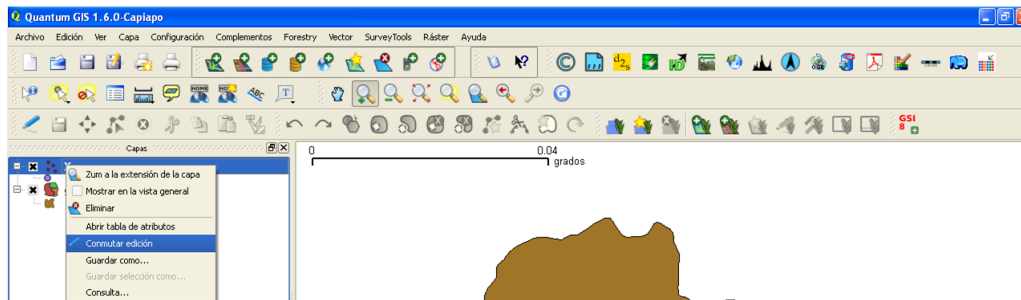 Quantum GIS 1.6.0-Capiapo
Archivo Edición Ver Capa Configuración Complementos Forestry Vector SurveyTools Ráster Ayuda
GSI
8
Capas
0 0.04
grados
Zum a la extensión de la capa
Mostrar en la vista general
Eliminar
Abrir tabla de atributos
Conmutar edición
Guardar como...
Guardar selección como...
Consulta...